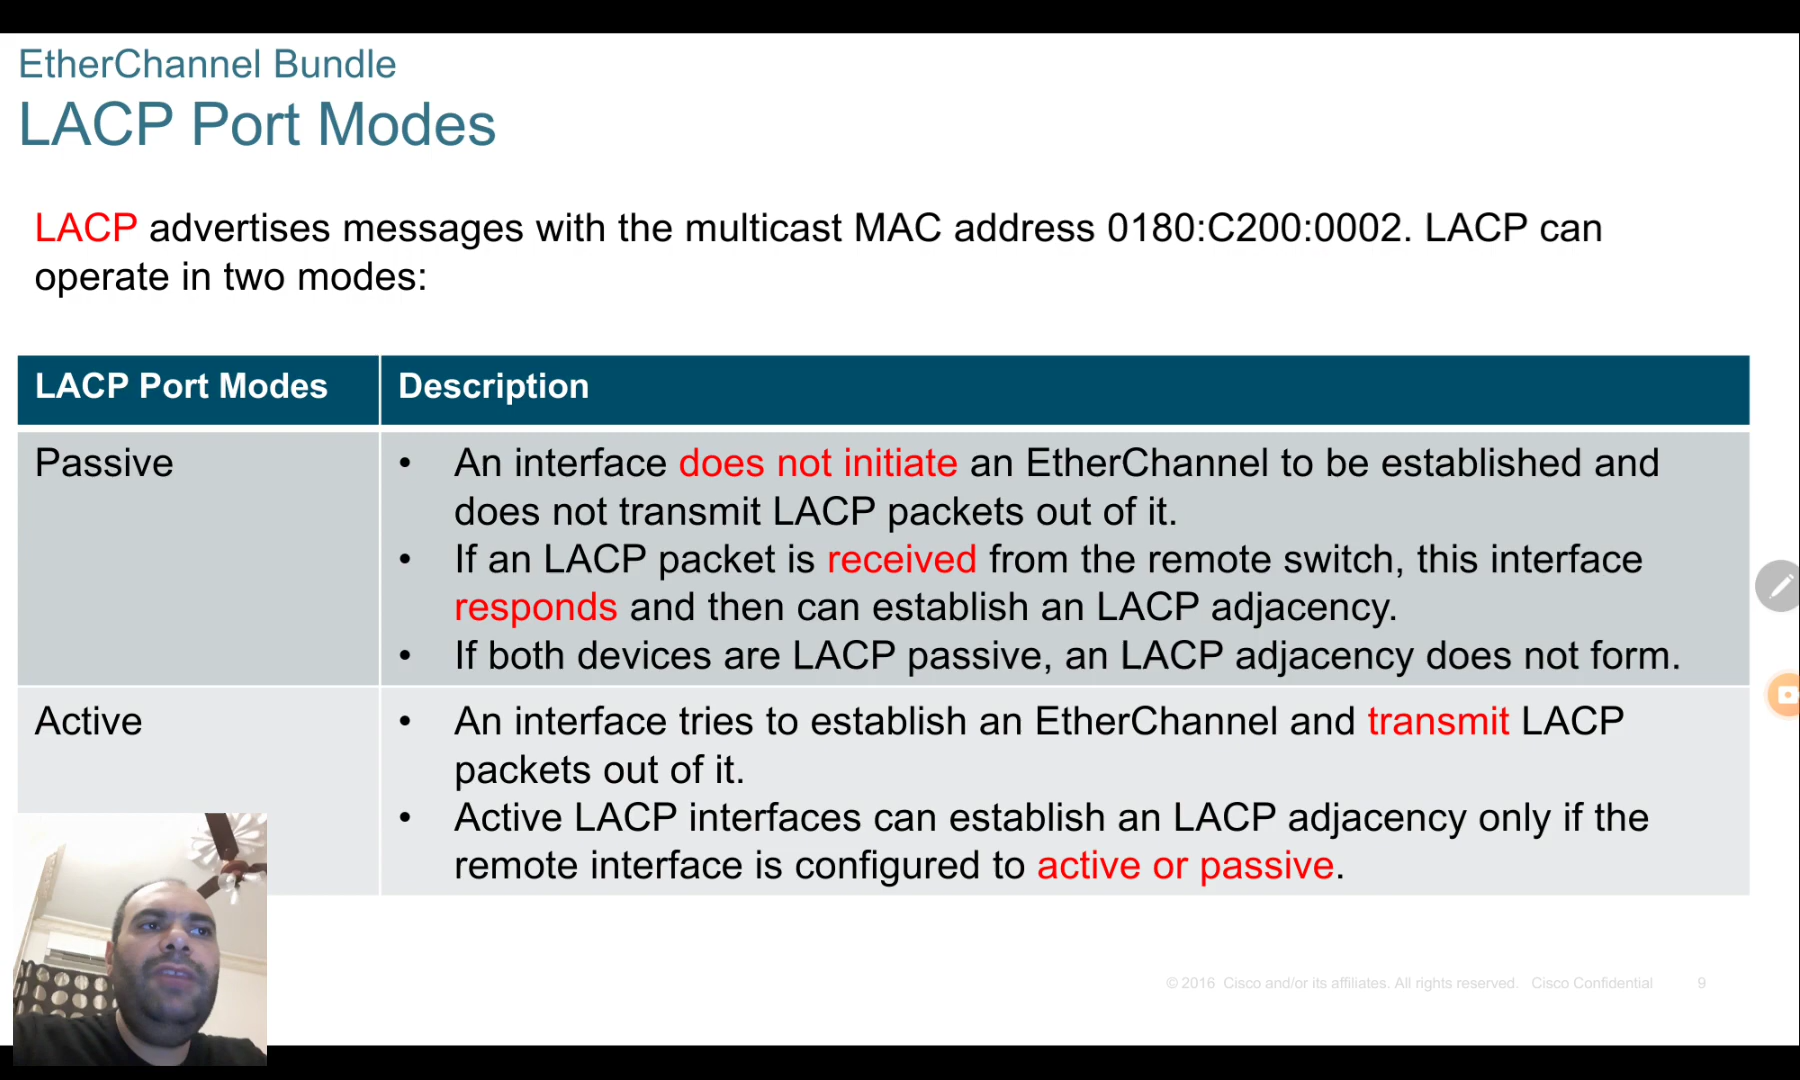 EtherChannel Bundle
LACP Port Modes
LACP advertises messages with the multicast MAC address 0180:C200:0002. LACP can
operate in two modes:
LACP Port Modes
Description
Passive
• An interface does not initiate an EtherChannel to be established and
does not transmit LACP packets out of it.
• If an LACP packet is received from the remote switch, this interface
responds and then can establish an LACP adjacency.
• If both devices are LACP passive, an LACP adjacency does not form.
Active
• An interface tries to establish an EtherChannel and transmit LACP
packets out of it.
• Active LACP interfaces can establish an LACP adjacency only if the
remote interface is configured to active or passive.
© 2016 Cisco and/or its affiliates. All rights reserved. Cisco Confidential 9